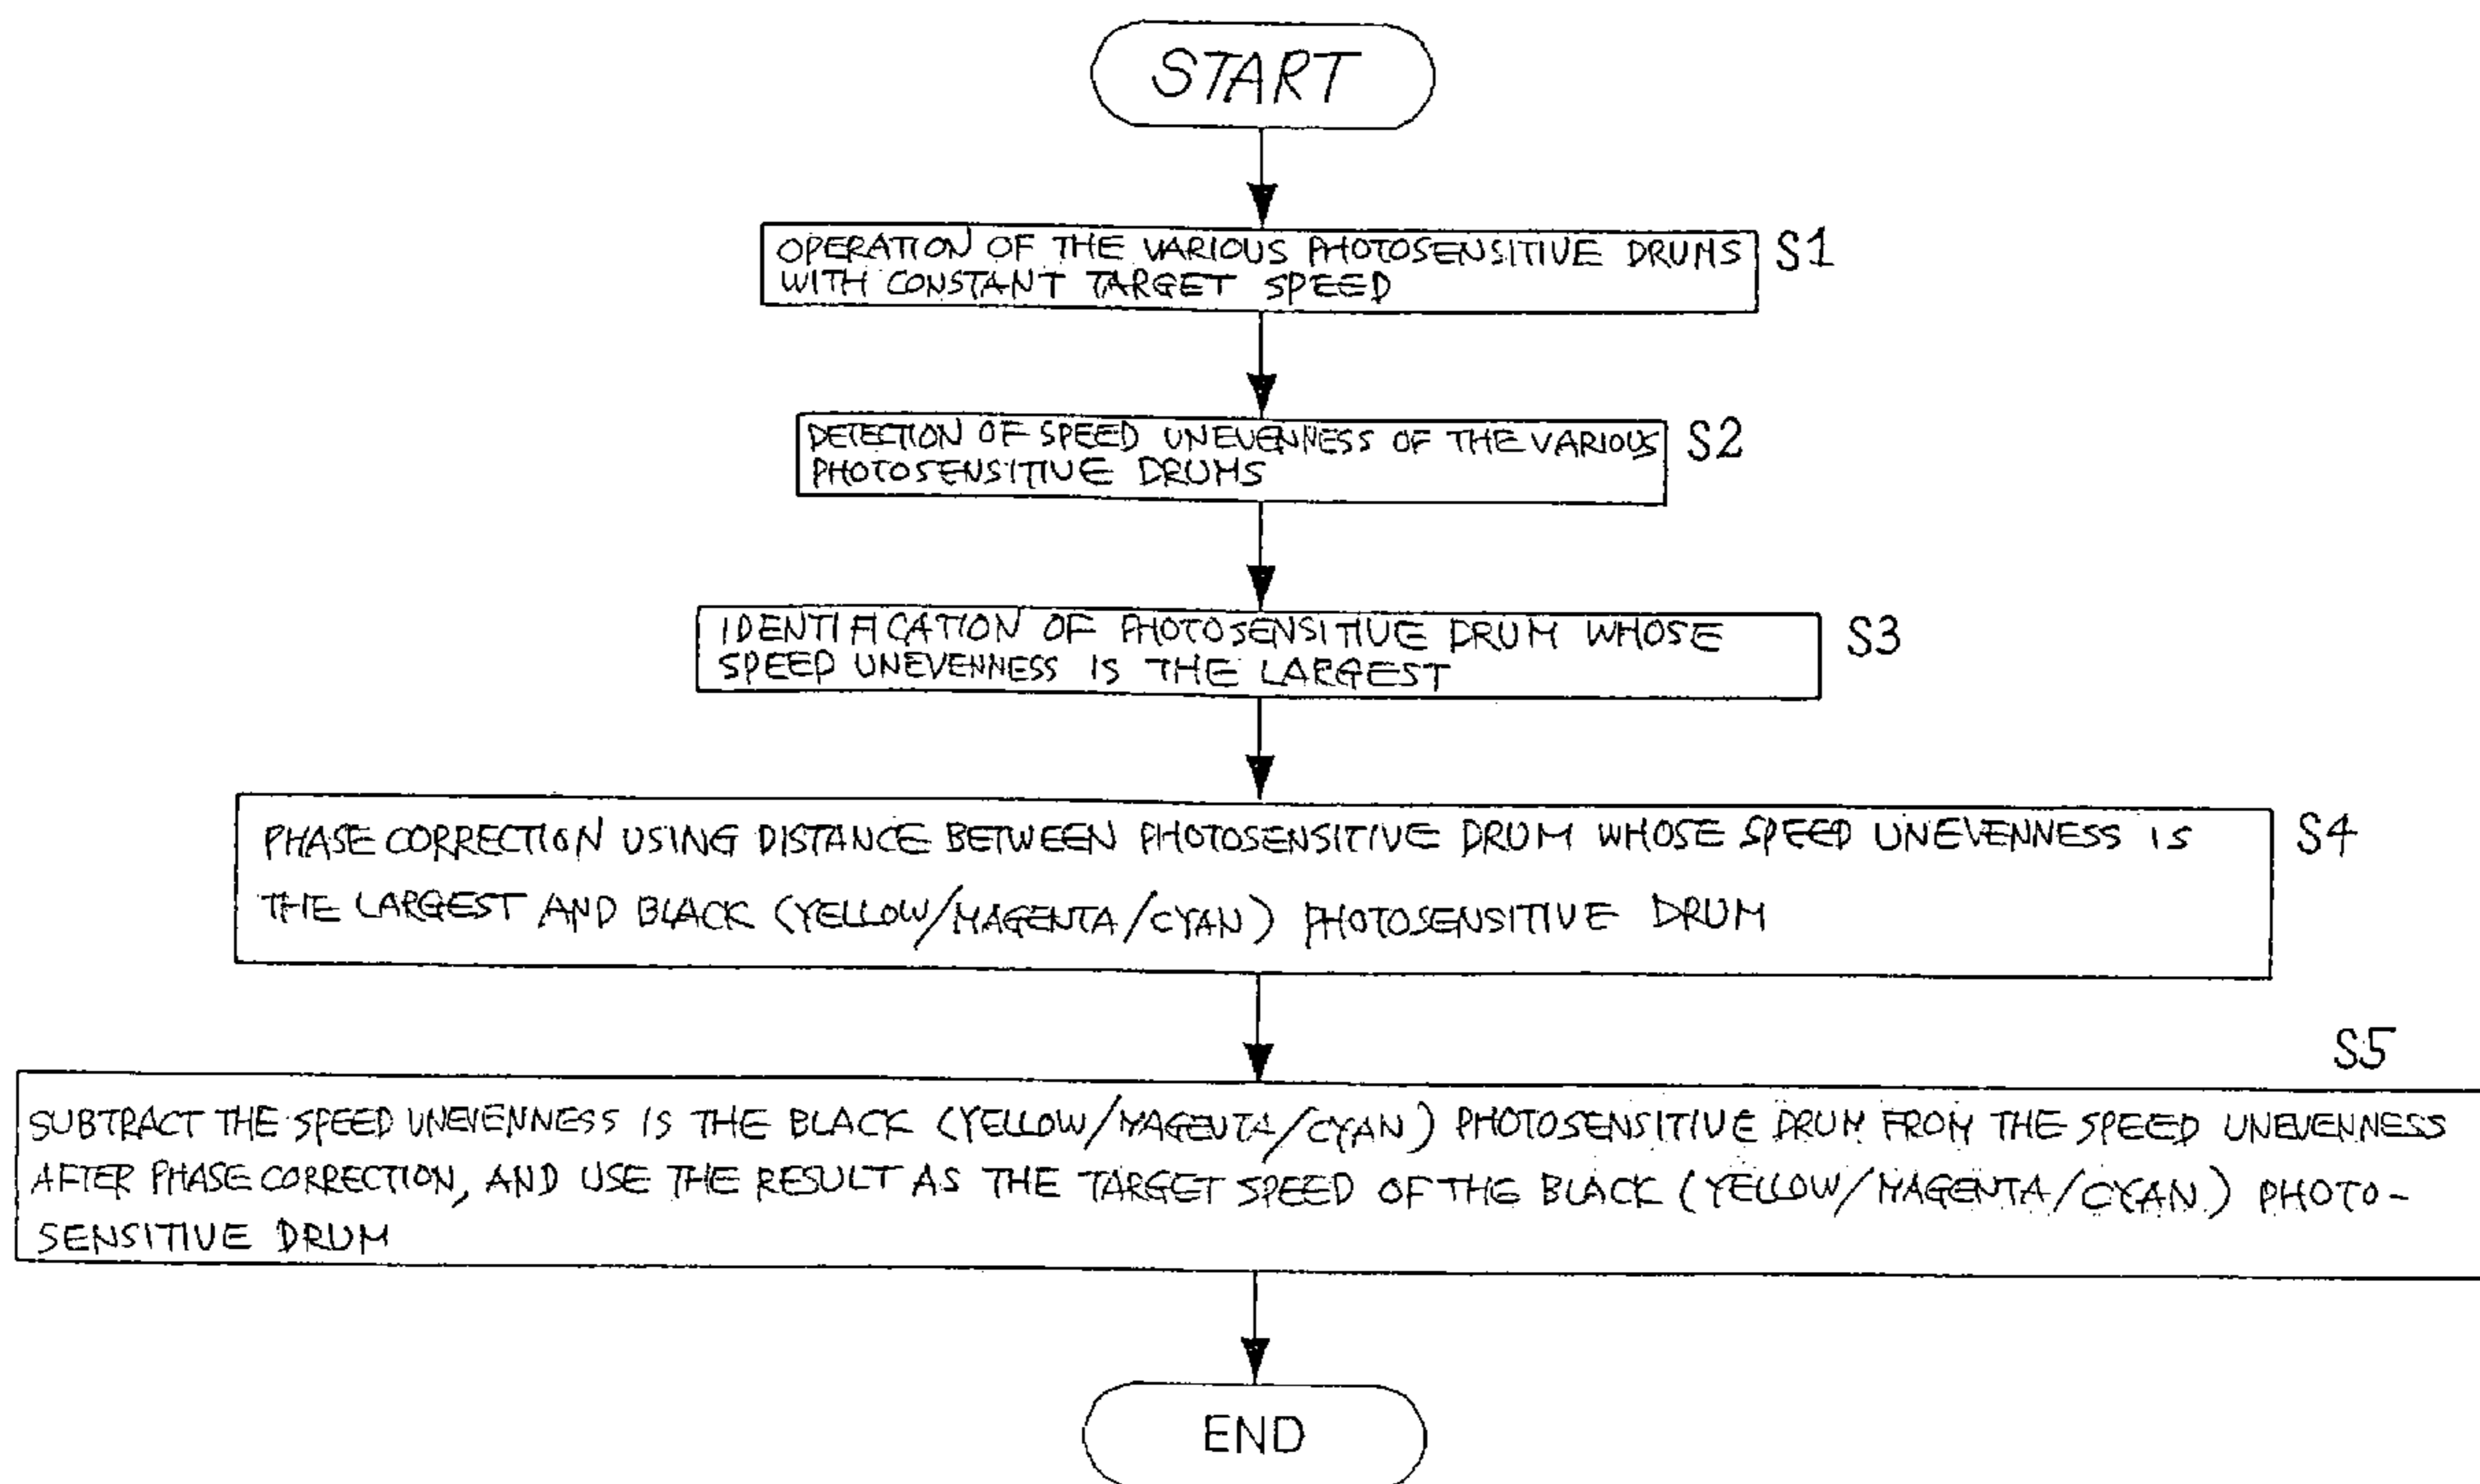 START
OPERATION OF THE VARIOUS PHOTOSENSITIVE DRUMS S1
WITH CONSTANT TARGET SPEED
DETECTION OF SPEED UNEVENNESS OF THE VARIOUS S2
PHOTOSENSITIVE DRUMS
IDENTIFICATION OF PHOTOSENSITIVE DRUM WHOSE S3
SPEED UNEVENNESS IS THE LARGEST
PHASE CORRECTION USING DISTANCE BETWEEN PHOTOSENSITIVE DRUM WHOSE SPEED UNEVENNESS IS S4
THE LARGEST AND BLACK (YELLOW/MAGENTA/CYAN) PHOTOSENSITIVE DRUM
S5
SUBTRACT THE SPEED UNEVENNESS IS THE BLACK (YELLOW/MAGENTA/CYAN) PHOTOSENSITIVE DRUM FROM THE SPEED UNEVENNESS
AFTER PHASE CORRECTION, AND USE THE RESULT AS THE TARGET SPEED OF THE BLACK (YELLOW/MAGENTA/CYAN) PHOTO-
SENSITIVE DRUM
END